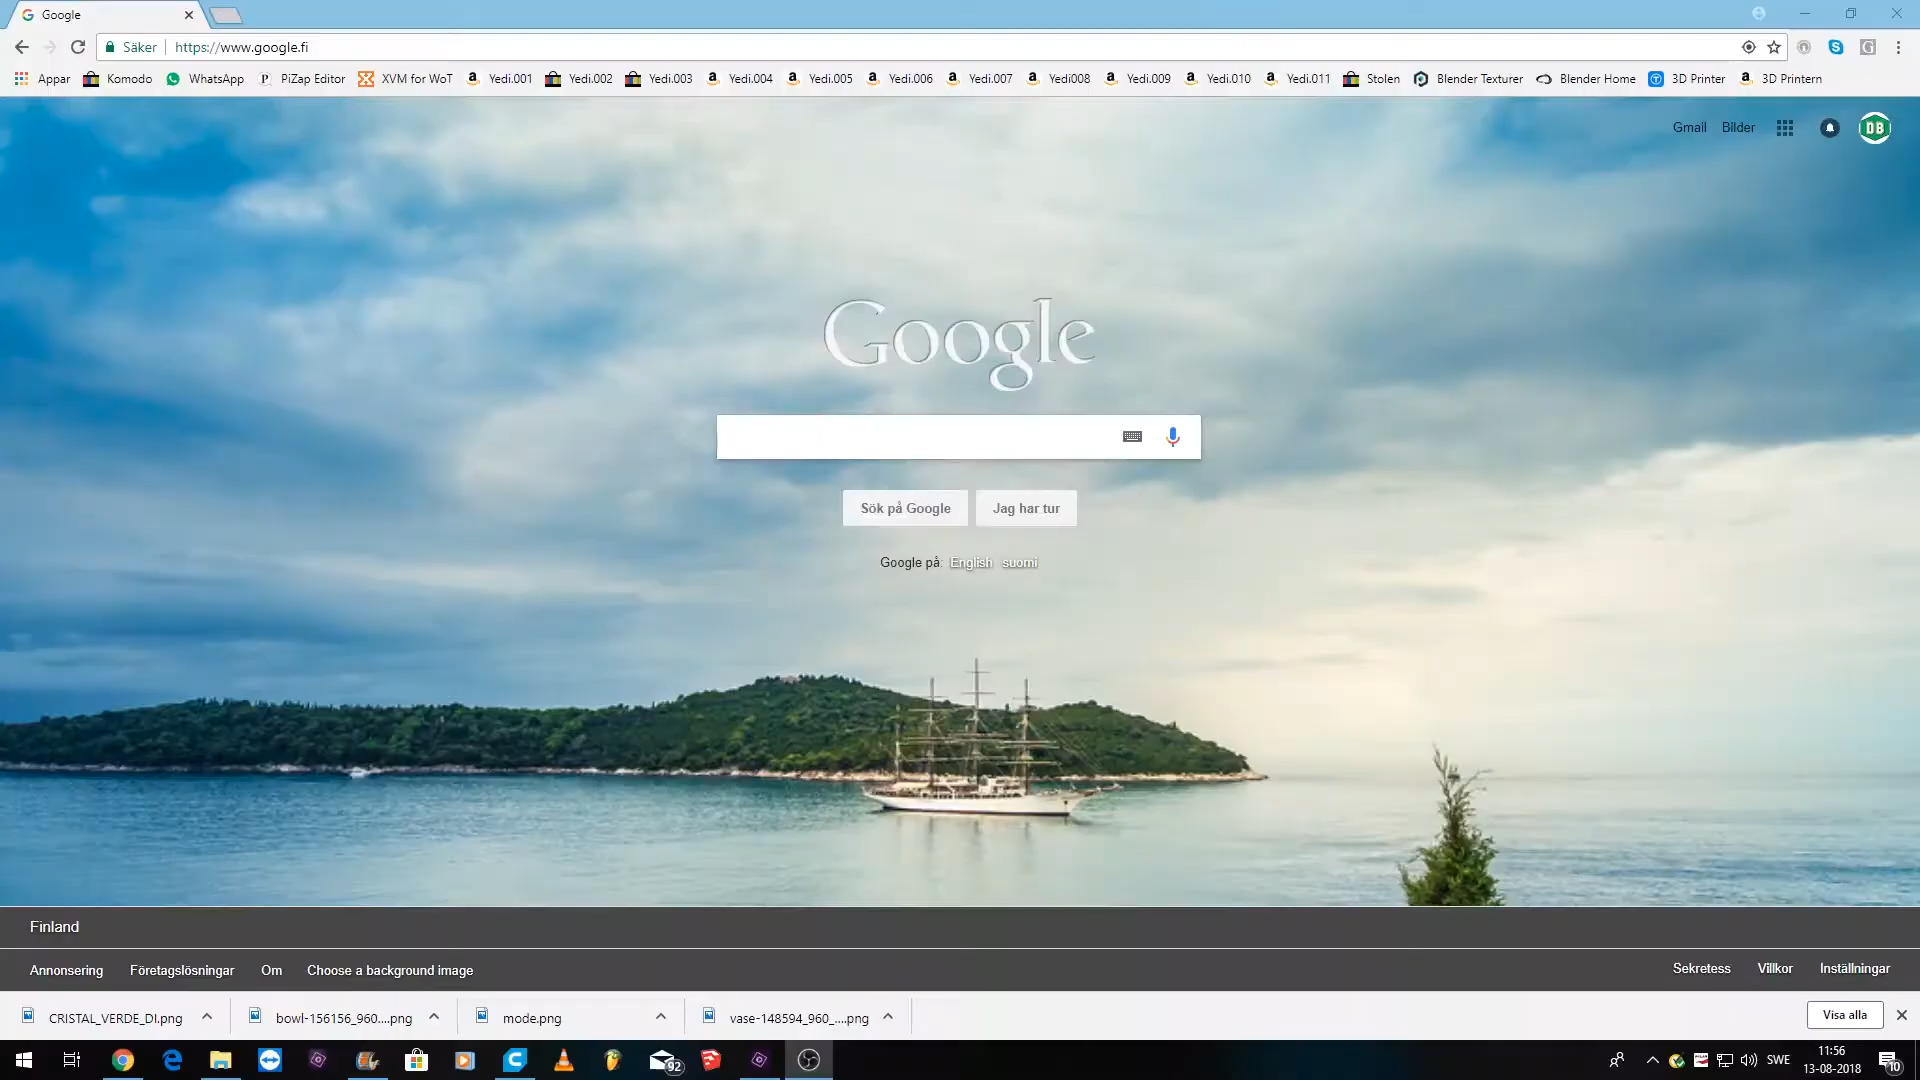 Google
Säker
https://www.google.fi
Appar
Komodo
WhatsApp
PiZap Editor
XVM for WoT
Yedi.001
Yedi.002
Yedi.003
Yedi.004
Yedi.005
Yedi.006
Yedi.007
Yedi008
Yedi.009
Yedi.010
Yedi.011
Stolen
Blender Texturer
Blender Home
3D Printer
3D Printern
Gmail
Bilder
DB
Google
Sök på Google
Jag har tur
Google på: English suomi
Finland
Annonsering
Företagslösningar
Om
Choose a background image
Sekretess
Villkor
Inställningar
CRISTAL_VERDE_DI.png
bowl-156156_960....png
mode.png
vase-148594_960_....png
Visa alla
92
SWE
11:56
13-08-2018
10